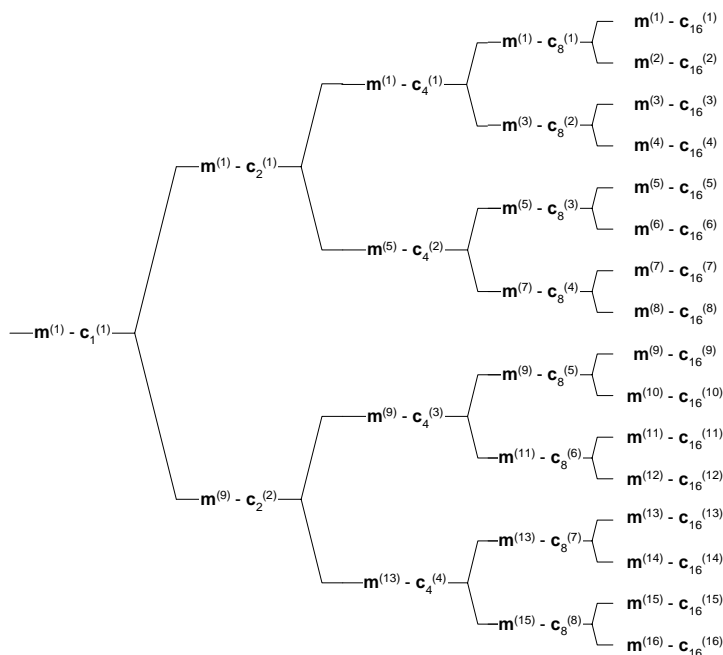 m⁽¹⁾ - c₁⁽¹⁾
m⁽¹⁾ - c₂⁽¹⁾
m⁽⁹⁾ - c₂⁽²⁾
m⁽¹⁾ - c₄⁽¹⁾
m⁽⁵⁾ - c₄⁽²⁾
m⁽⁹⁾ - c₄⁽³⁾
m⁽¹³⁾ - c₄⁽⁴⁾
m⁽¹⁾ - c₈⁽¹⁾
m⁽³⁾ - c₈⁽²⁾
m⁽⁵⁾ - c₈⁽³⁾
m⁽⁷⁾ - c₈⁽⁴⁾
m⁽⁹⁾ - c₈⁽⁵⁾
m⁽¹¹⁾ - c₈⁽⁶⁾
m⁽¹³⁾ - c₈⁽⁷⁾
m⁽¹⁵⁾ - c₈⁽⁸⁾
m⁽¹⁾ - c₁₆⁽¹⁾
m⁽²⁾ - c₁₆⁽²⁾
m⁽³⁾ - c₁₆⁽³⁾
m⁽⁴⁾ - c₁₆⁽⁴⁾
m⁽⁵⁾ - c₁₆⁽⁵⁾
m⁽⁶⁾ - c₁₆⁽⁶⁾
m⁽⁷⁾ - c₁₆⁽⁷⁾
m⁽⁸⁾ - c₁₆⁽⁸⁾
m⁽⁹⁾ - c₁₆⁽⁹⁾
m⁽¹⁰⁾ - c₁₆⁽¹⁰⁾
m⁽¹¹⁾ - c₁₆⁽¹¹⁾
m⁽¹²⁾ - c₁₆⁽¹²⁾
m⁽¹³⁾ - c₁₆⁽¹³⁾
m⁽¹⁴⁾ - c₁₆⁽¹⁴⁾
m⁽¹⁵⁾ - c₁₆⁽¹⁵⁾
m⁽¹⁶⁾ - c₁₆⁽¹⁶⁾